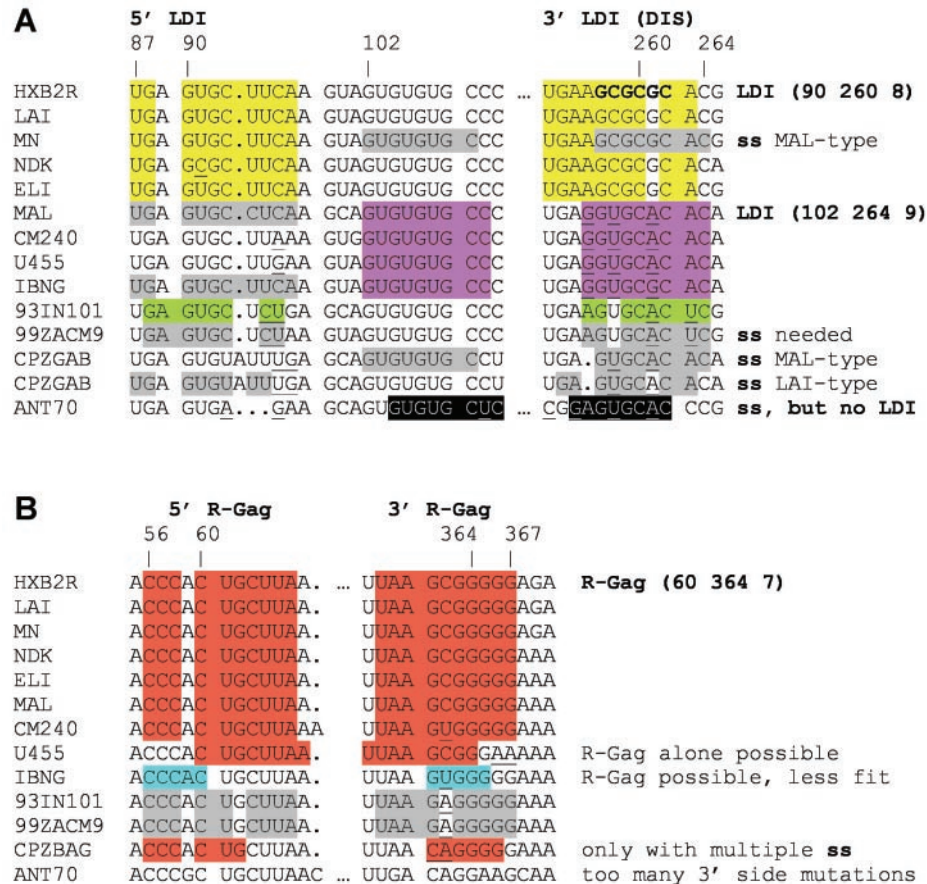 A
5′ LDI 3′ LDI (DIS)
87 90 102 260 264
HXB2R UGA GUGC.UUCAA GUAGUGUGUG CCC … UGAAGCGCGC ACG LDI (90 260 8)
LAI UGA GUGC.UUCAA GUAGUGUGUG CCC UGAAGCGCGC ACG
MN UGA GUGC.UUCAA GUAGUGUGUG CCC UGAAGCGCGC ACG ss MAL-type
NDK UGA GCGC.UUCAA GUAGUGUGUG CCC UGAAGCGCGC ACA
ELI UGA GUGC.UUCAA GUAGUGUGUG CCC UGAAGCGCGC ACG
MAL UGA GUGC.CUCAA GCAGUGUGUG CCC UGAGGUGCAC ACA LDI (102 264 9)
CM240 UGA GUGC.UUAAA GUGGUGUGUG CCC UGAGGUGCAC ACA
U455 UGA GUGC.UUGAA GUAGUGUGUG CCC UGAGGUGCAC ACA
IBNG UGA GUGC.UUCAA GUAGUGUGUG CCC UGAGGUGCGC ACA
93IN101 UGA GUGC.UCUGA GCAGUGUGUG CCC UGAAGUGCAC UCG
99ZACM9 UGA GUGC.UCUAA GUAGUGUGUG CCC UGAAGUGCAC UCG ss needed
CPZGAB UGA GUGUAUUUGA GCAGUGUGUG CCU UGA.GUGCAC ACA ss MAL-type
CPZGAB UGA GUGUAUUUGA GCAGUGUGUG CCU UGA.GUGCAC ACA ss LAI-type
ANT70 UGA GUGA...GAA GCAGUGUGUG CUC … CGGAGUGCAC CCG ss, but no LDI
B
5′ R-Gag 3′ R-Gag
56 60 364 367
HXB2R ACCCAC UGCUUAA. … UUAA GCGGGGGAGA R-Gag (60 364 7)
LAI ACCCAC UGCUUAA. UUAA GCGGGGGAGA
MN ACCCAC UGCUUAA. UUAA GCGGGGGAGA
NDK ACCCAC UGCUUAA. UUAA GCGGGGGAAA
ELI ACCCAC UGCUUAA. UUAA GCGGGGGAAA
MAL ACCCAC UGCUUAA. UUAA GCGGGGGAAA
CM240 ACCCAC UGCUUAAA UUAA GUGGGGGAAA
U455 ACCCAC UGCUUAA. UUAA GCGGGAAAAA R-Gag alone possible
IBNG ACCCAC UGCUUAA. UUAA GUGGGGGAAA R-Gag possible, less fit
93IN101 ACCCAC UGCUUAA. UUAA GAGGGGGAAA
99ZACM9 ACCCAC UGCUUAA. UUAA GAGGGGGAAA
CPZBAG ACCCAC UGCUUAA. UUAA CAGGGGGAAA only with multiple ss
ANT70 ACCCGC UGCUUAAC … UUGA CAGGAAGCAA too many 3′ side mutations